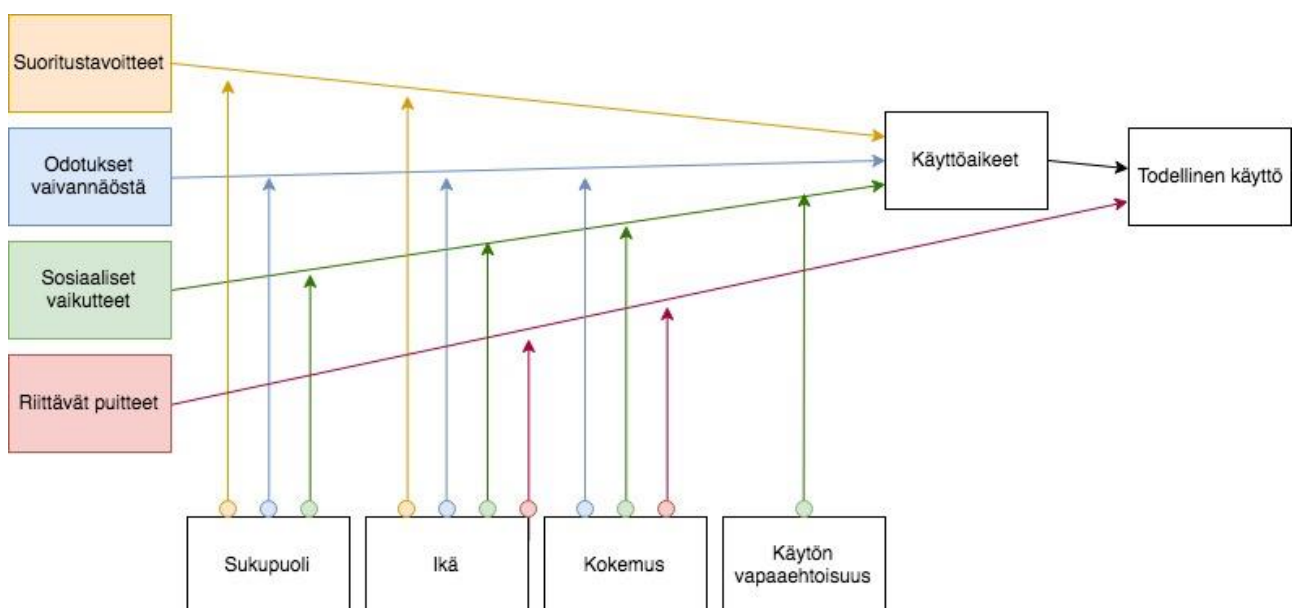 Suoritustavoitteet
Odotukset
vaivannäöstä
Sosiaaliset
vaikutteet
Riittävät puitteet
Käyttöaikeet
Todellinen käyttö
Sukupuoli
Ikä
Kokemus
Käytön
vapaaehtoisuus